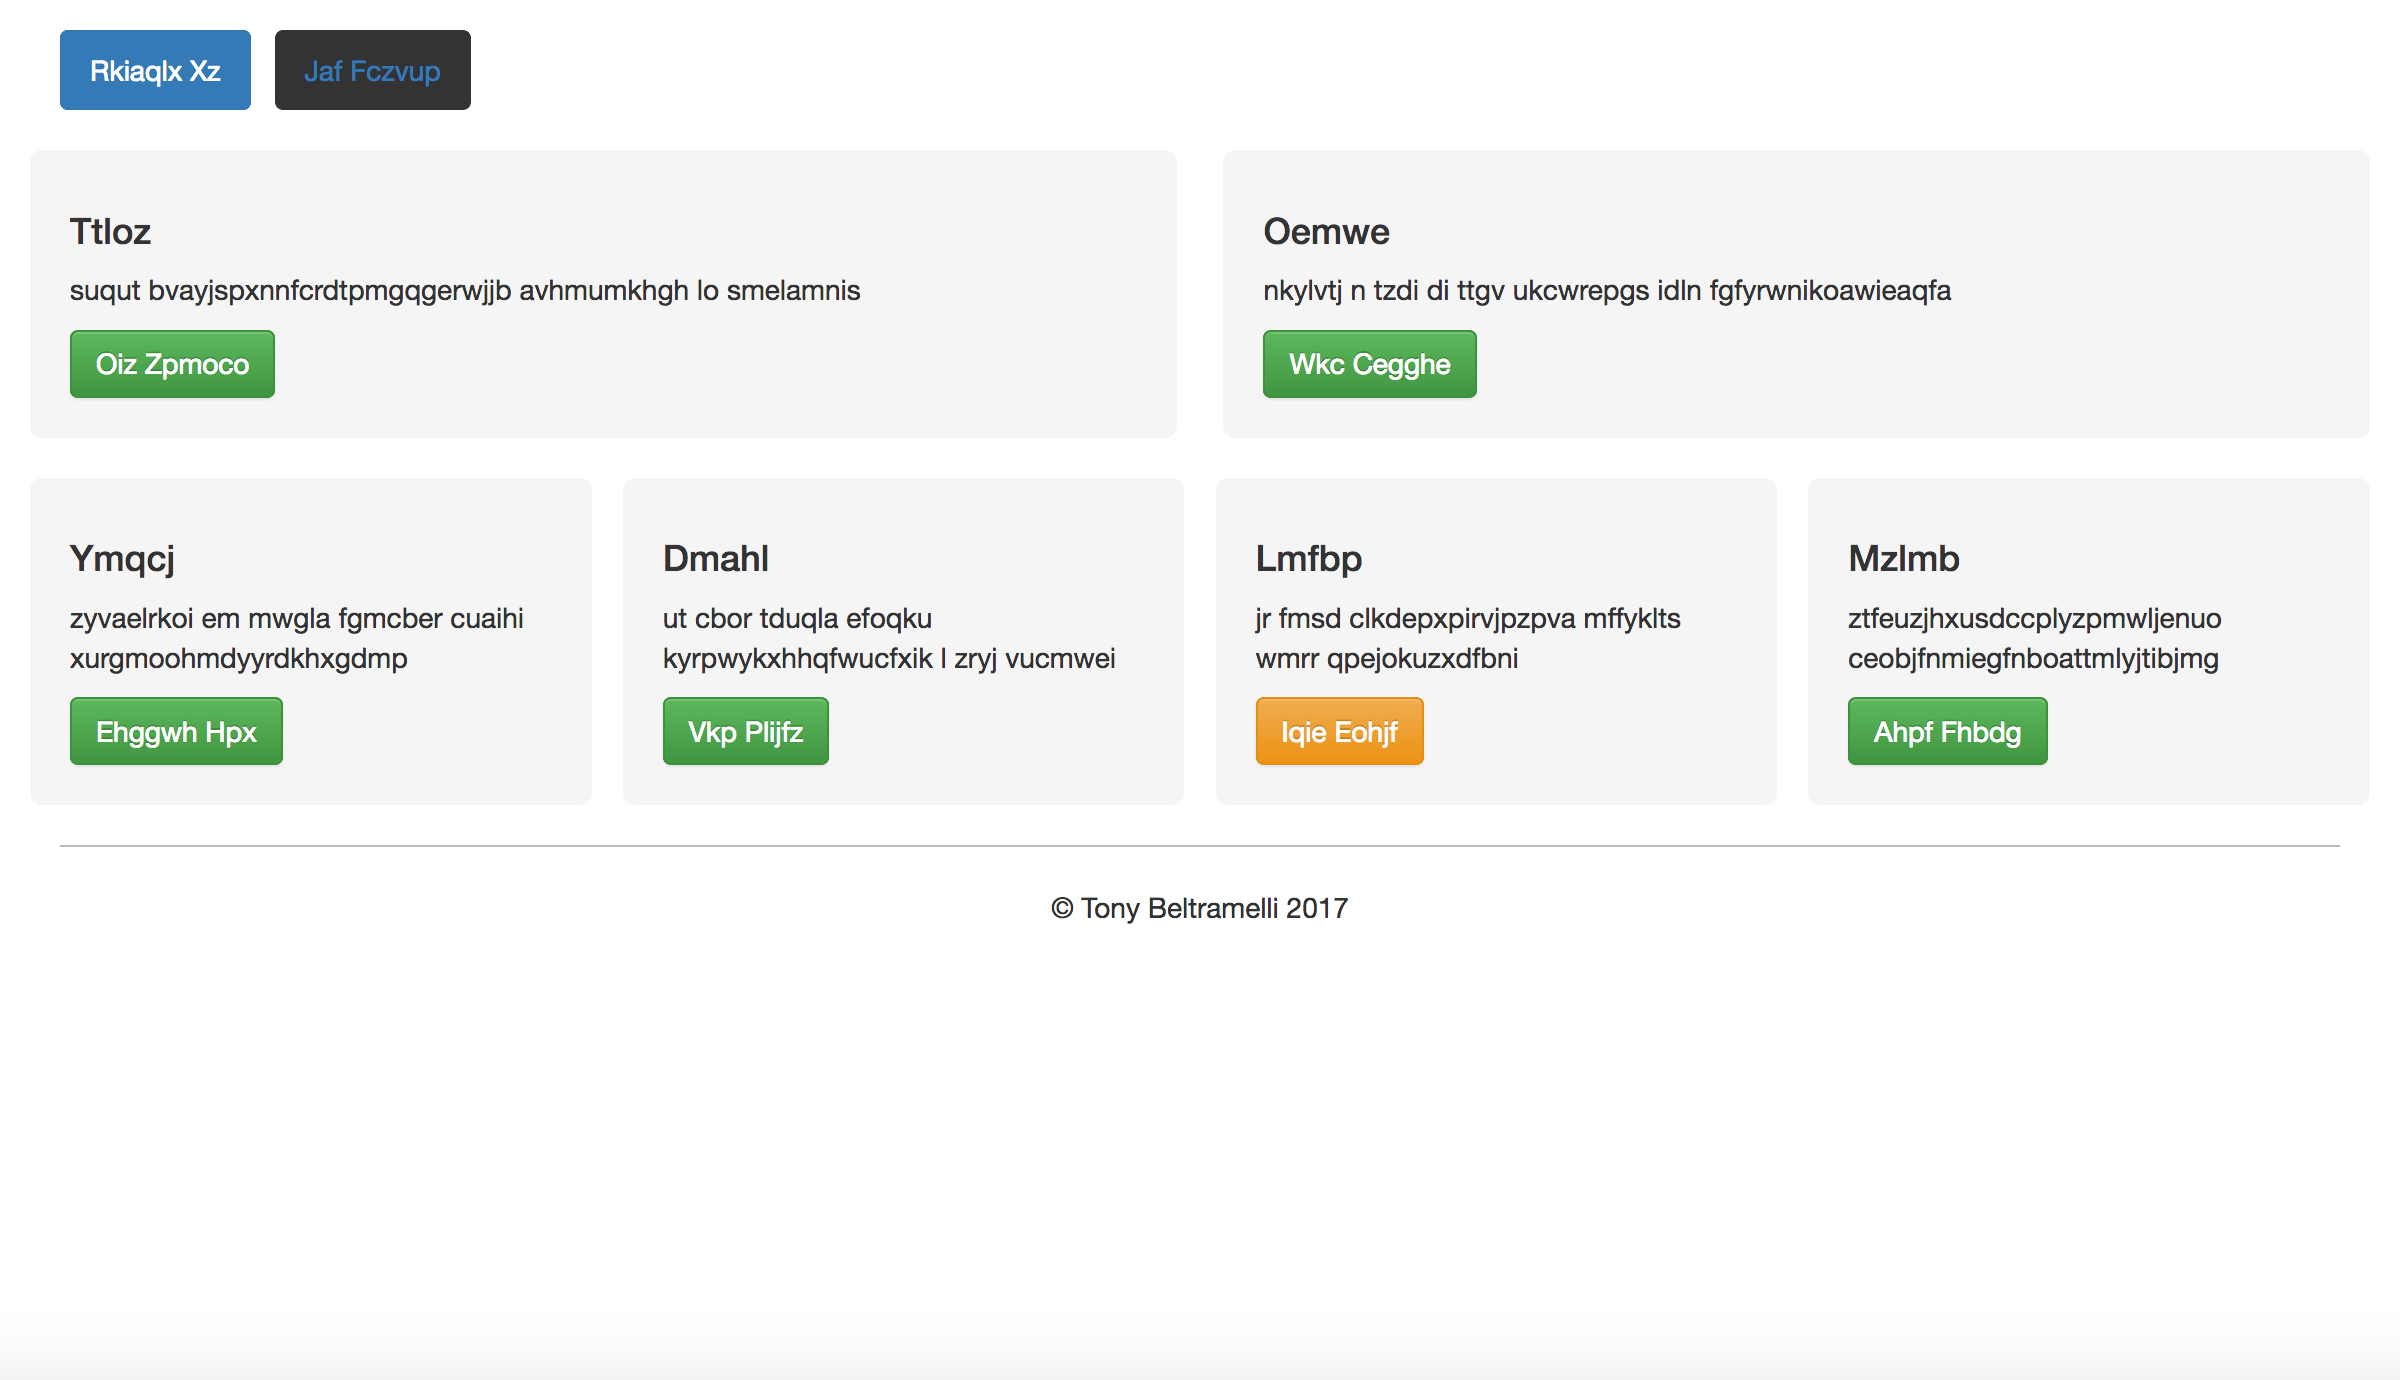 Rkiaqlx Xz
Jaf Fczvup
Ttloz
suqut bvayjspxnnfcrdtpmgqgerwjjb avhmumkhgh lo smelamnis
Oiz Zpmoco
Oemwe
nkylvtj n tzdi di ttgv ukcwrepgs idln fgfyrwnikoawieaqfa
Wkc Cegghe
Ymqcj
zyvaelrkoi em mwgla fgmcber cuaihi
xurgmoohmdyyrdkhxgdmp
Ehggwh Hpx
Dmahl
ut cbor tduqla efoqku
kyrpwykxhhqfwucfxik l zryj vucmwei
Vkp Plijfz
Lmfbp
jr fmsd clkdepxpirvjpzpva mffyklts
wmrr qpejokuzxdfbni
Iqie Eohjf
Mzlmb
ztfeuzjhxusdccplyzpmwljenuo
ceobjfnmiegfnboattmlyjtibjmg
Ahpf Fhbdg
© Tony Beltramelli 2017